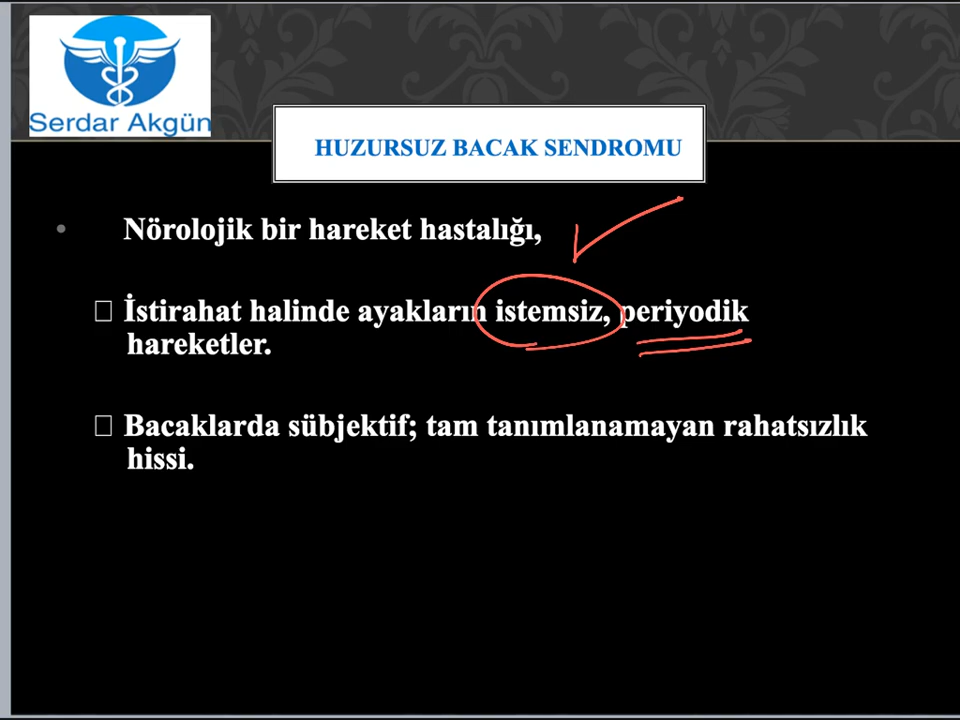 Serdar Akgün
HUZURSUZ BACAK SENDROMU
• Nörolojik bir hareket hastalığı,
İstirahat halinde ayakların istemsiz, periyodik
hareketler.
Bacaklarda sübjektif; tam tanımlanamayan rahatsızlık
hissi.